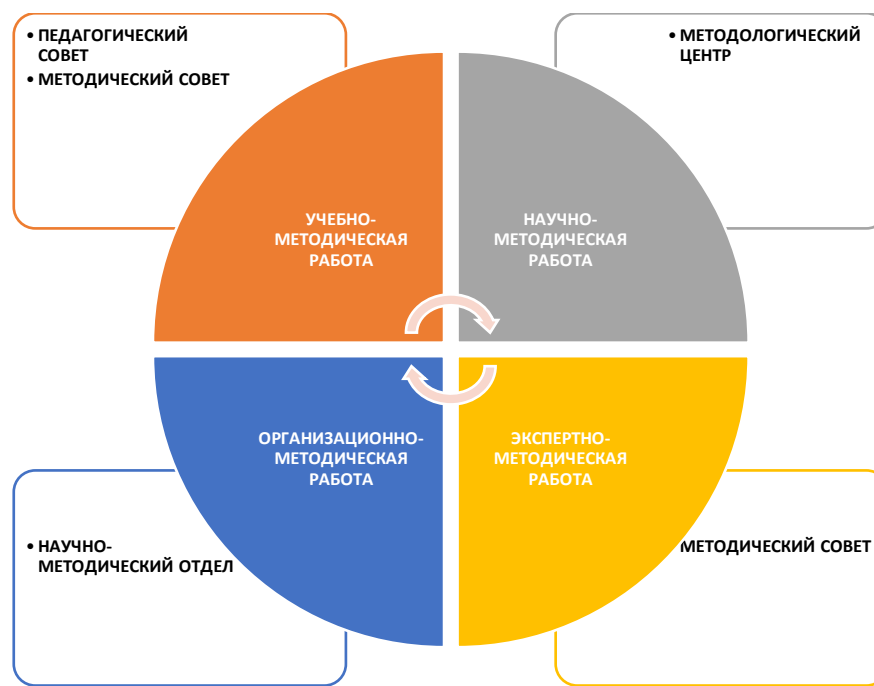 • ПЕДАГОГИЧЕСКИЙ
СОВЕТ
• МЕТОДИЧЕСКИЙ СОВЕТ
• МЕТОДОЛОГИЧЕСКИЙ
ЦЕНТР
УЧЕБНО-
МЕТОДИЧЕСКАЯ
РАБОТА
НАУЧНО-
МЕТОДИЧЕСКАЯ
РАБОТА
ОРГАНИЗАЦИОННО-
МЕТОДИЧЕСКАЯ
РАБОТА
ЭКСПЕРТНО-
МЕТОДИЧЕСКАЯ
РАБОТА
• НАУЧНО-
МЕТОДИЧЕСКИЙ ОТДЕЛ
МЕТОДИЧЕСКИЙ СОВЕТ